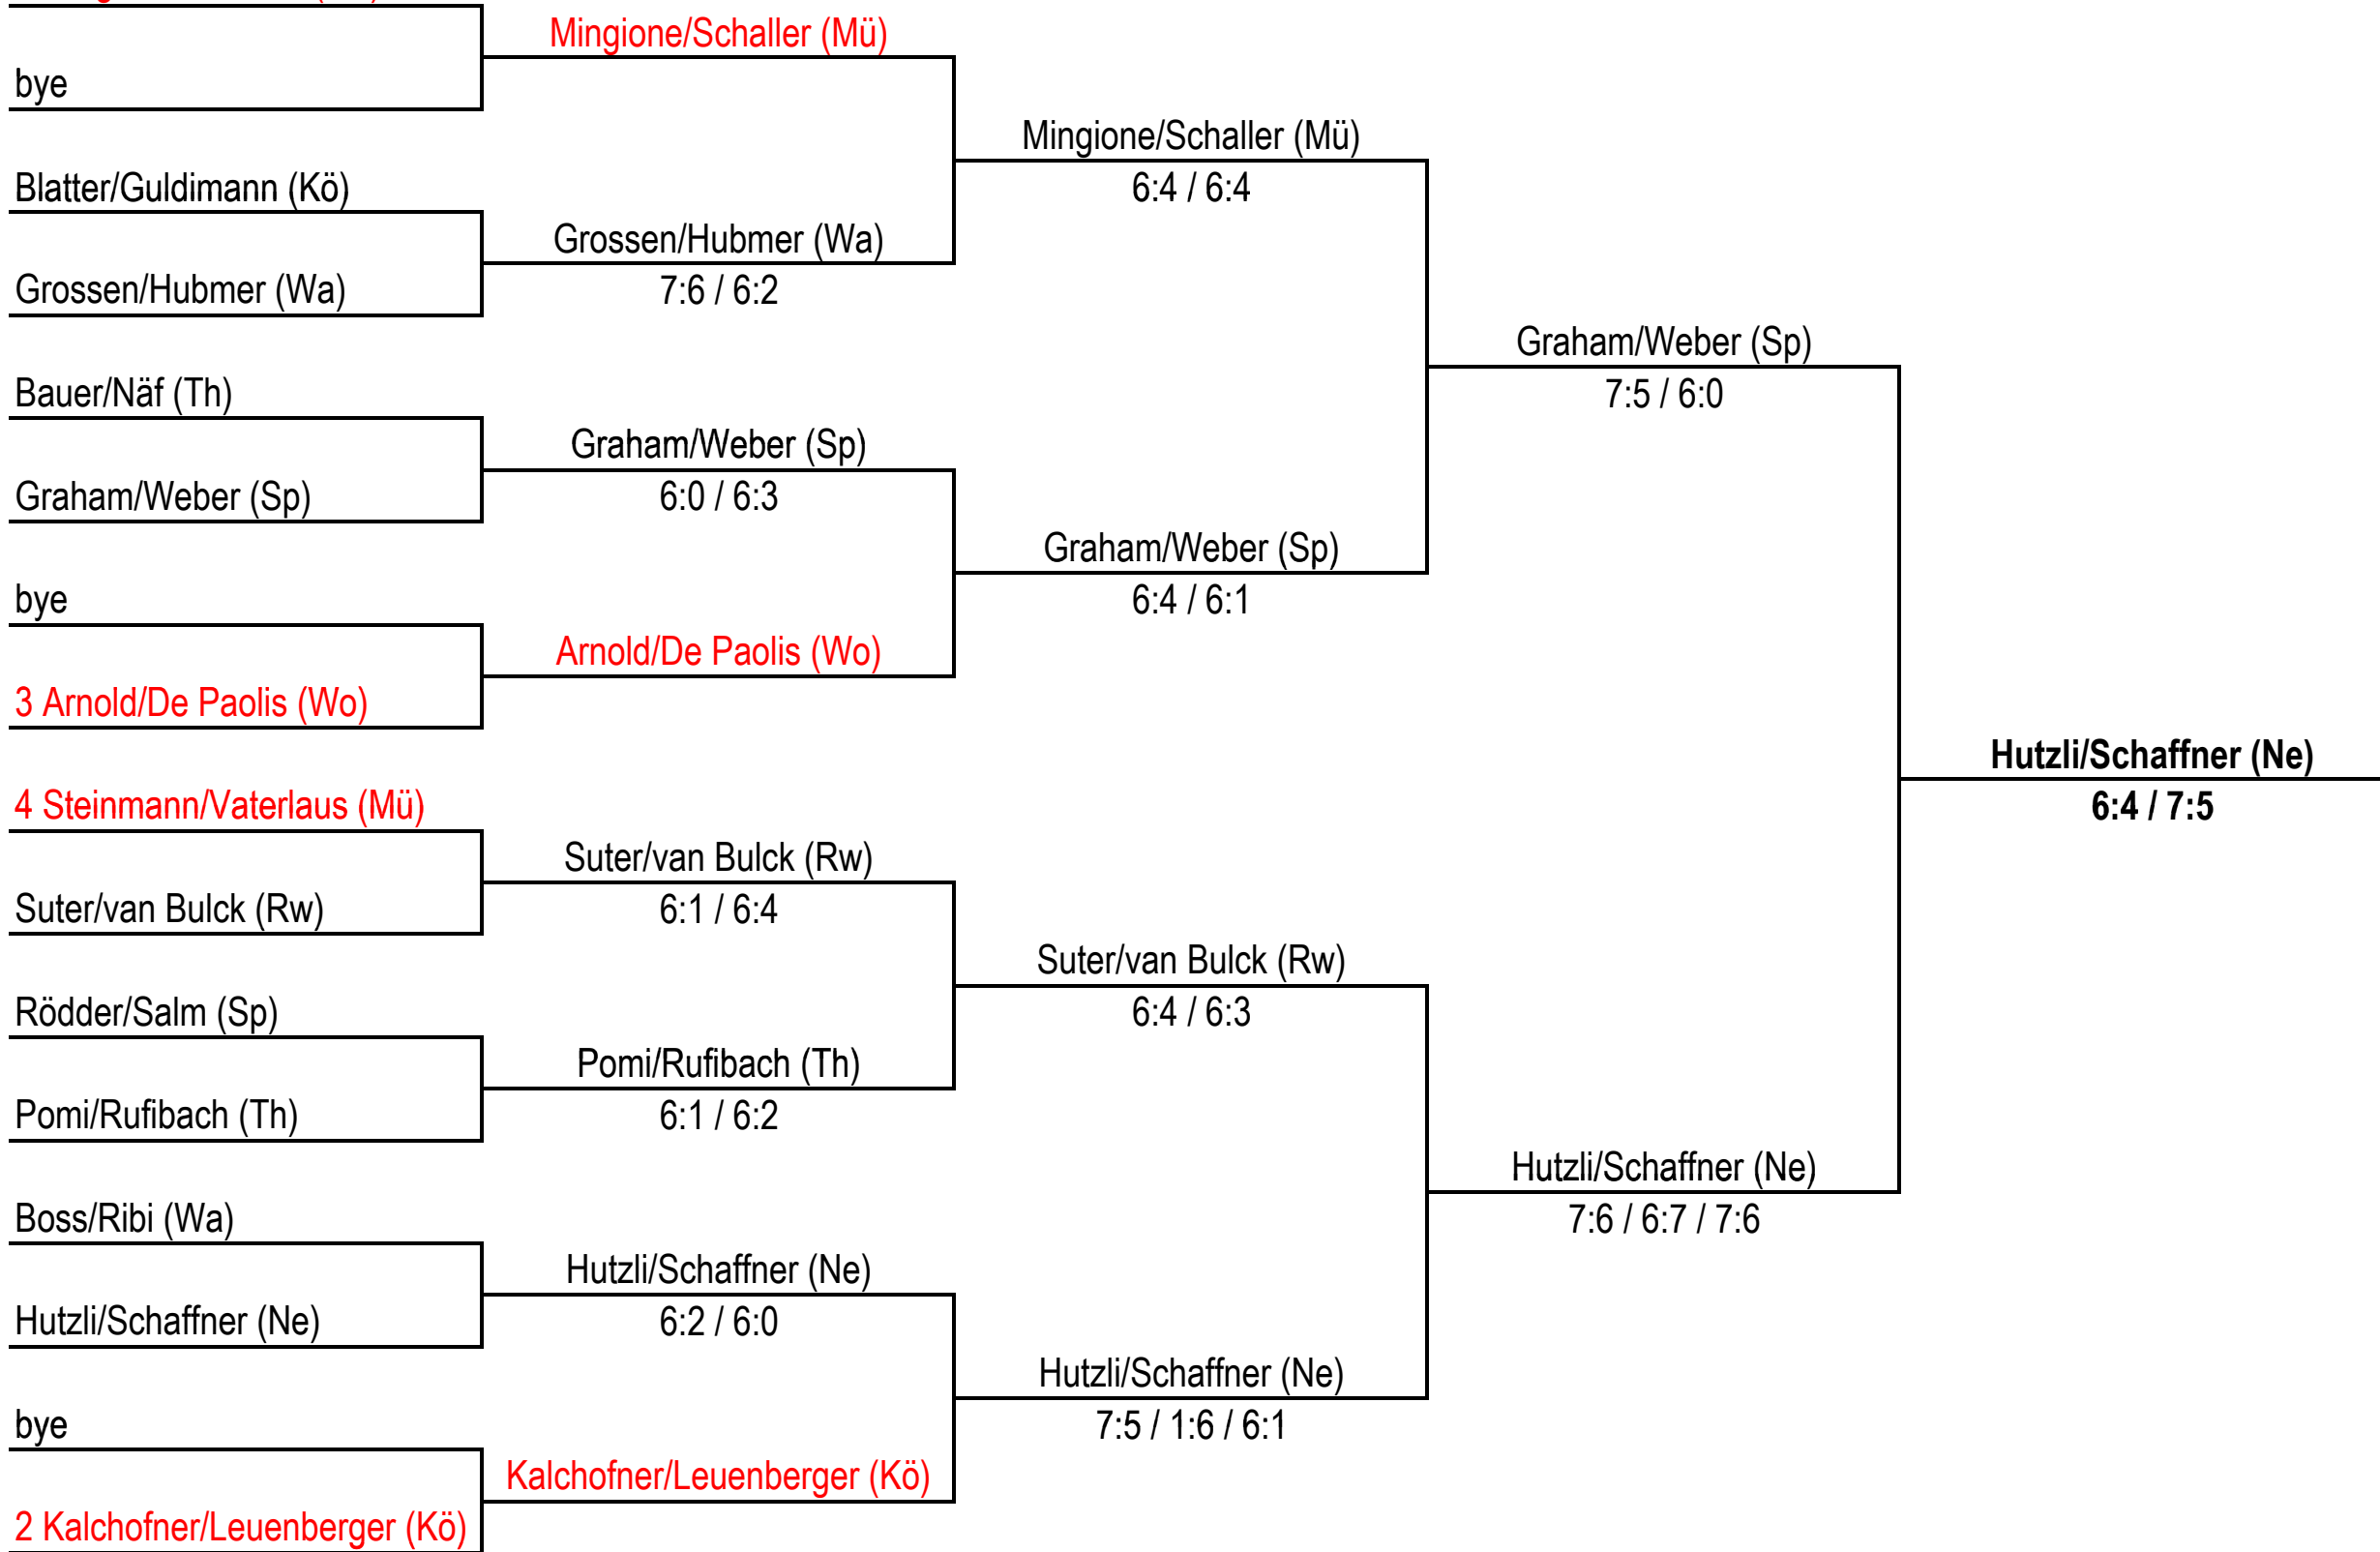 Mingione/Schaller (Mü)
bye
Mingione/Schaller (Mü)
6:4 / 6:4
Blatter/Guldimann (Kö)
Grossen/Hubmer (Wa)
7:6 / 6:2
Grossen/Hubmer (Wa)
Graham/Weber (Sp)
7:5 / 6:0
Bauer/Näf (Th)
Graham/Weber (Sp)
6:0 / 6:3
Graham/Weber (Sp)
Graham/Weber (Sp)
6:4 / 6:1
bye
Arnold/De Paolis (Wo)
3 Arnold/De Paolis (Wo)
Hutzli/Schaffner (Ne)
6:4 / 7:5
4 Steinmann/Vaterlaus (Mü)
Suter/van Bulck (Rw)
6:1 / 6:4
Suter/van Bulck (Rw)
Suter/van Bulck (Rw)
6:4 / 6:3
Rödder/Salm (Sp)
Pomi/Rufibach (Th)
6:1 / 6:2
Pomi/Rufibach (Th)
Hutzli/Schaffner (Ne)
7:6 / 6:7 / 7:6
Boss/Ribi (Wa)
Hutzli/Schaffner (Ne)
6:2 / 6:0
Hutzli/Schaffner (Ne)
Hutzli/Schaffner (Ne)
7:5 / 1:6 / 6:1
bye
Kalchofner/Leuenberger (Kö)
2 Kalchofner/Leuenberger (Kö)